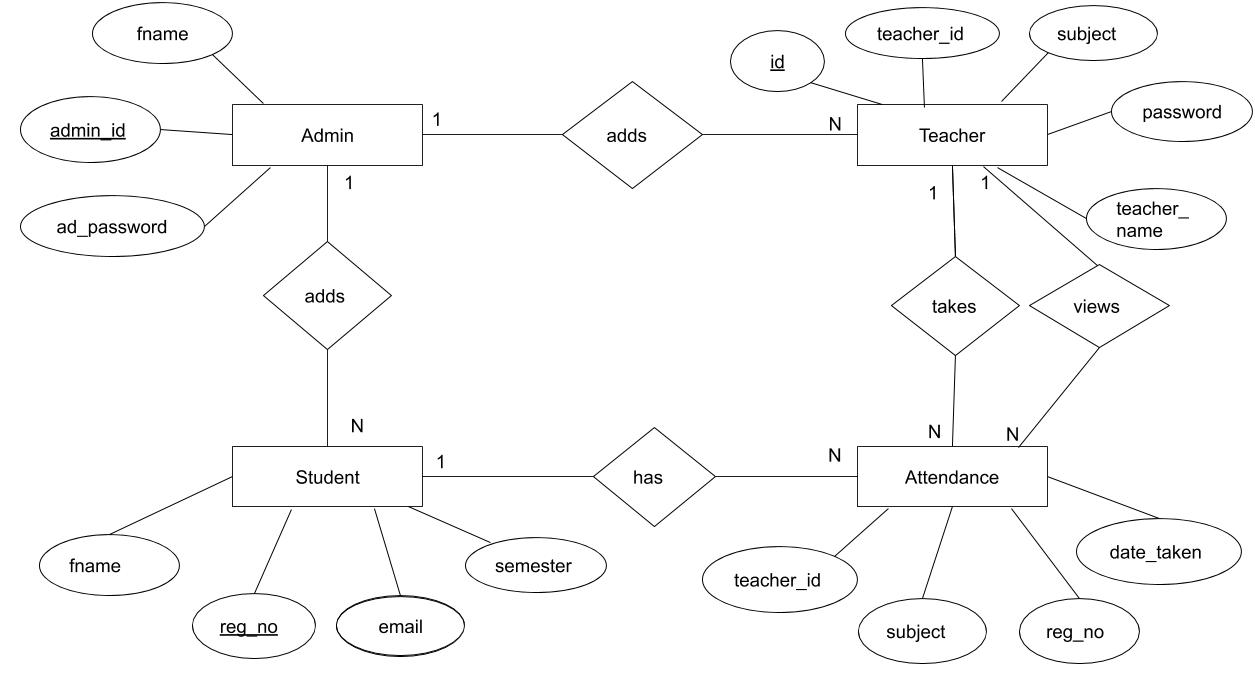 fname
teacher_id
subject
id
password
admin_id
1
N
Admin
adds
Teacher
1
1
1
ad_password
teacher_
name
adds
takes
views
N
N
N
1
N
Student
has
Attendance
fname
semester
date_taken
teacher_id
reg_no
email
subject
reg_no